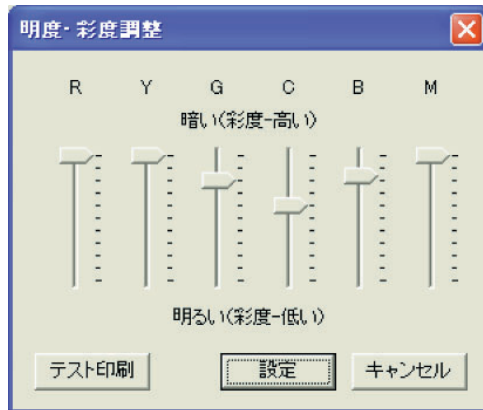 明度・彩度調整
R Y G C B M
暗い(彩度-高い)
明るい(彩度-低い)
テスト印刷 設定 キャンセル